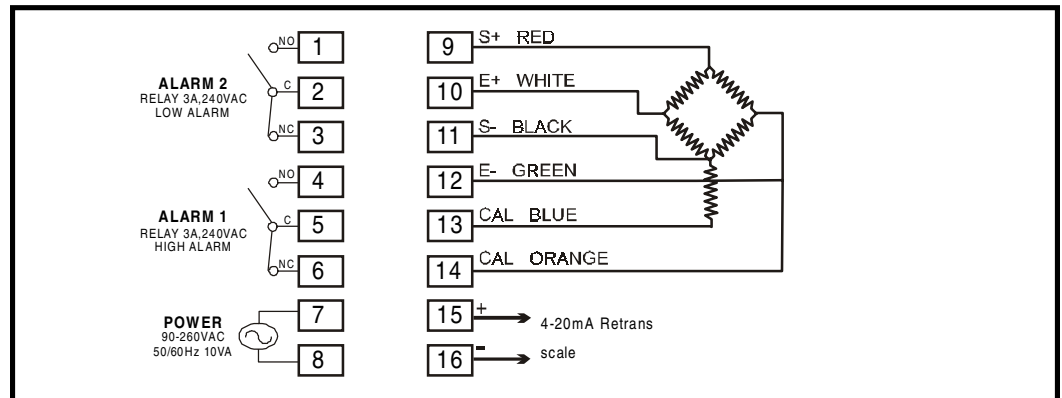 NO 1
ALARM 2
RELAY 3A,240VAC
LOW ALARM
C 2
NC 3
NO 4
ALARM 1
RELAY 3A,240VAC
HIGH ALARM
C 5
NC 6
POWER
90-260VAC
50/60Hz 10VA
7
8
9 S+ RED
10 E+ WHITE
11 S- BLACK
12 E- GREEN
13 CAL BLUE
14 CAL ORANGE
15 + 4-20mA Retrans
16 - scale